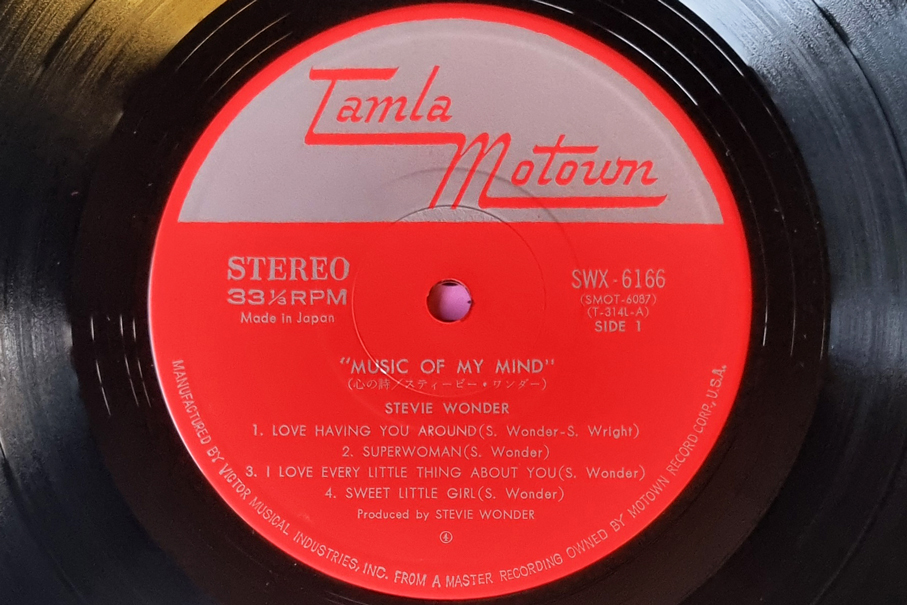 Tamla
Motown
STEREO
33⅓RPM
Made in Japan
SWX-6166
(SMOT-6087)
(T-314L-A)
SIDE 1
"MUSIC OF MY MIND"
(心の詩/スティービー・ワンダー)
STEVIE WONDER
1. LOVE HAVING YOU AROUND(S. Wonder-S. Wright)
2. SUPERWOMAN(S. Wonder)
3. I LOVE EVERY LITTLE THING ABOUT YOU(S. Wonder)
4. SWEET LITTLE GIRL(S. Wonder)
Produced by STEVIE WONDER
④
MANUFACTURED BY VICTOR MUSICAL INDUSTRIES, INC. FROM A MASTER RECORDING OWNED BY MOTOWN RECORD CORP., U.S.A.